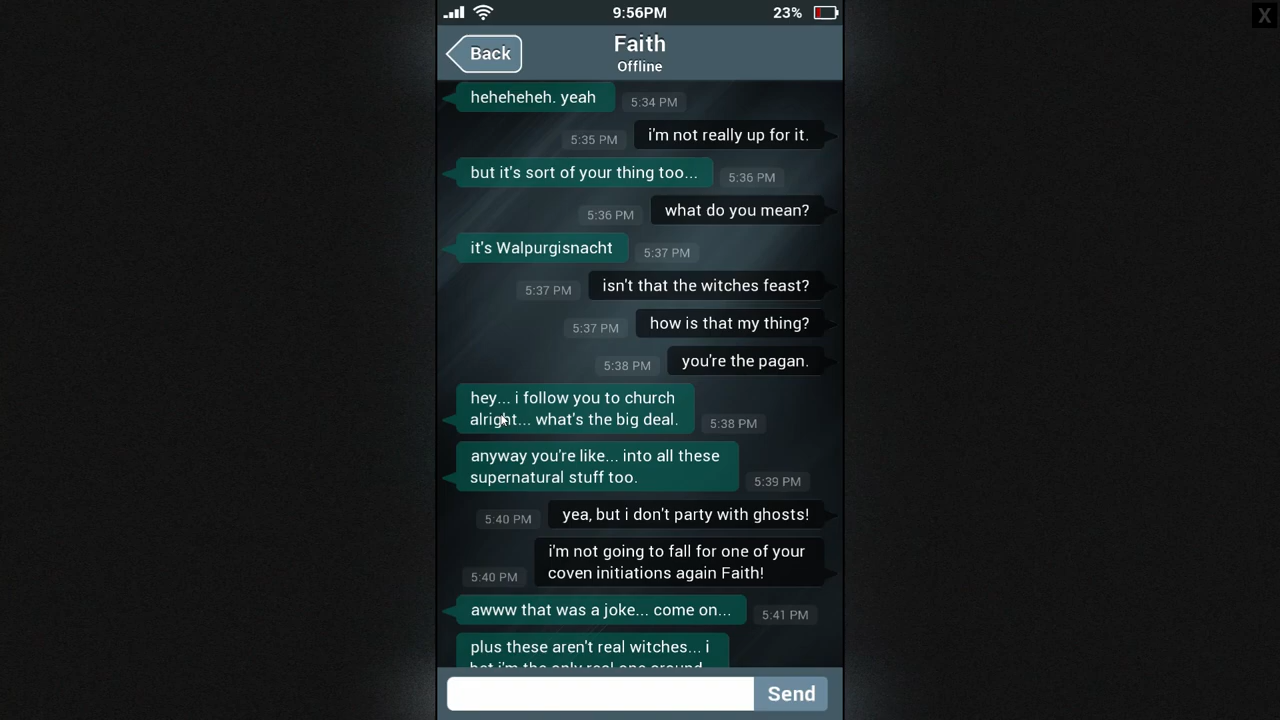 9:56PM
23%
X
Back
Faith
Offline
heheheheh. yeah
5:34 PM
5:35 PM
i'm not really up for it.
but it's sort of your thing too...
5:36 PM
5:36 PM
what do you mean?
it's Walpurgisnacht
5:37 PM
5:37 PM
isn't that the witches feast?
5:37 PM
how is that my thing?
5:38 PM
you're the pagan.
hey... i follow you to church
alright... what's the big deal.
5:38 PM
anyway you're like... into all these
supernatural stuff too.
5:39 PM
5:40 PM
yea, but i don't party with ghosts!
i'm not going to fall for one of your
coven initiations again Faith!
5:40 PM
awww that was a joke... come on...
5:41 PM
plus these aren't real witches... i
bet i'm the only real one around
Send